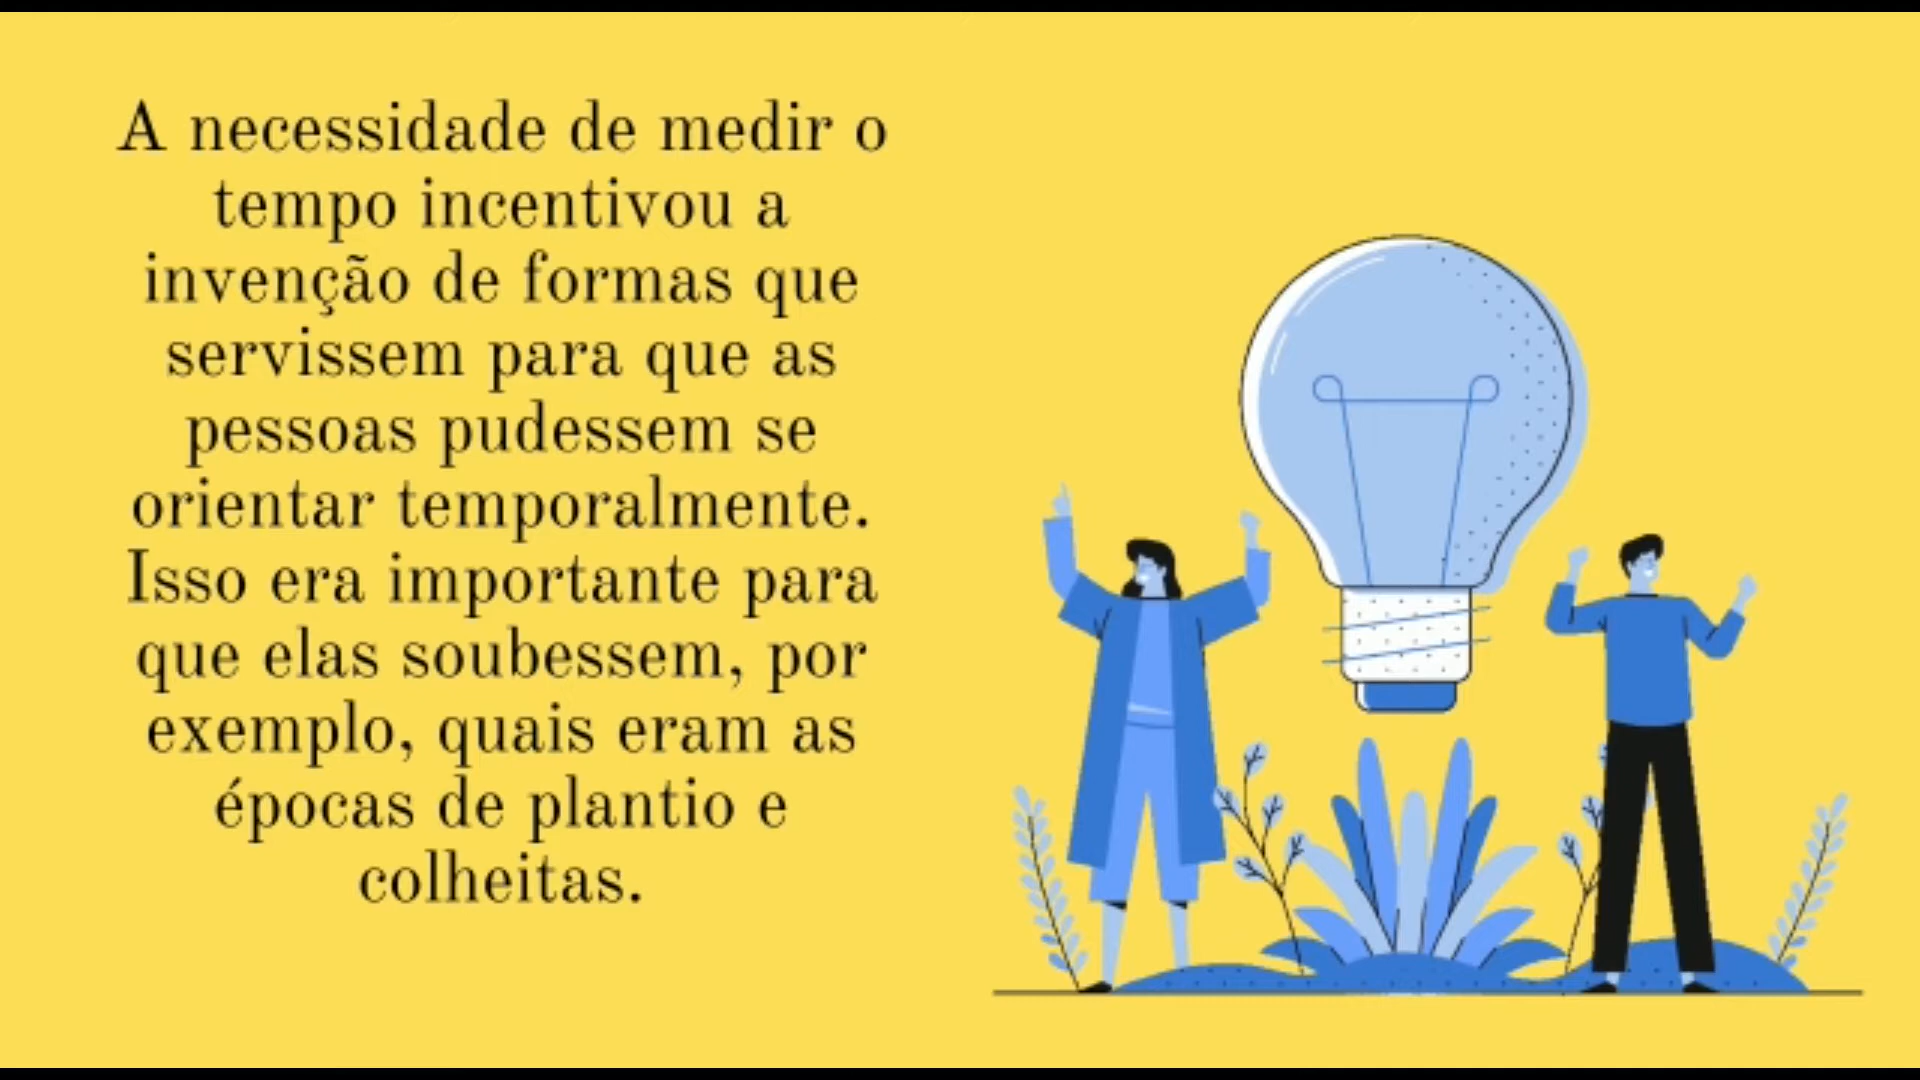 A necessidade de medir o
tempo incentivou a
invenção de formas que
servissem para que as
pessoas pudessem se
orientar temporalmente.
Isso era importante para
que elas soubessem, por
exemplo, quais eram as
épocas de plantio e
colheitas.